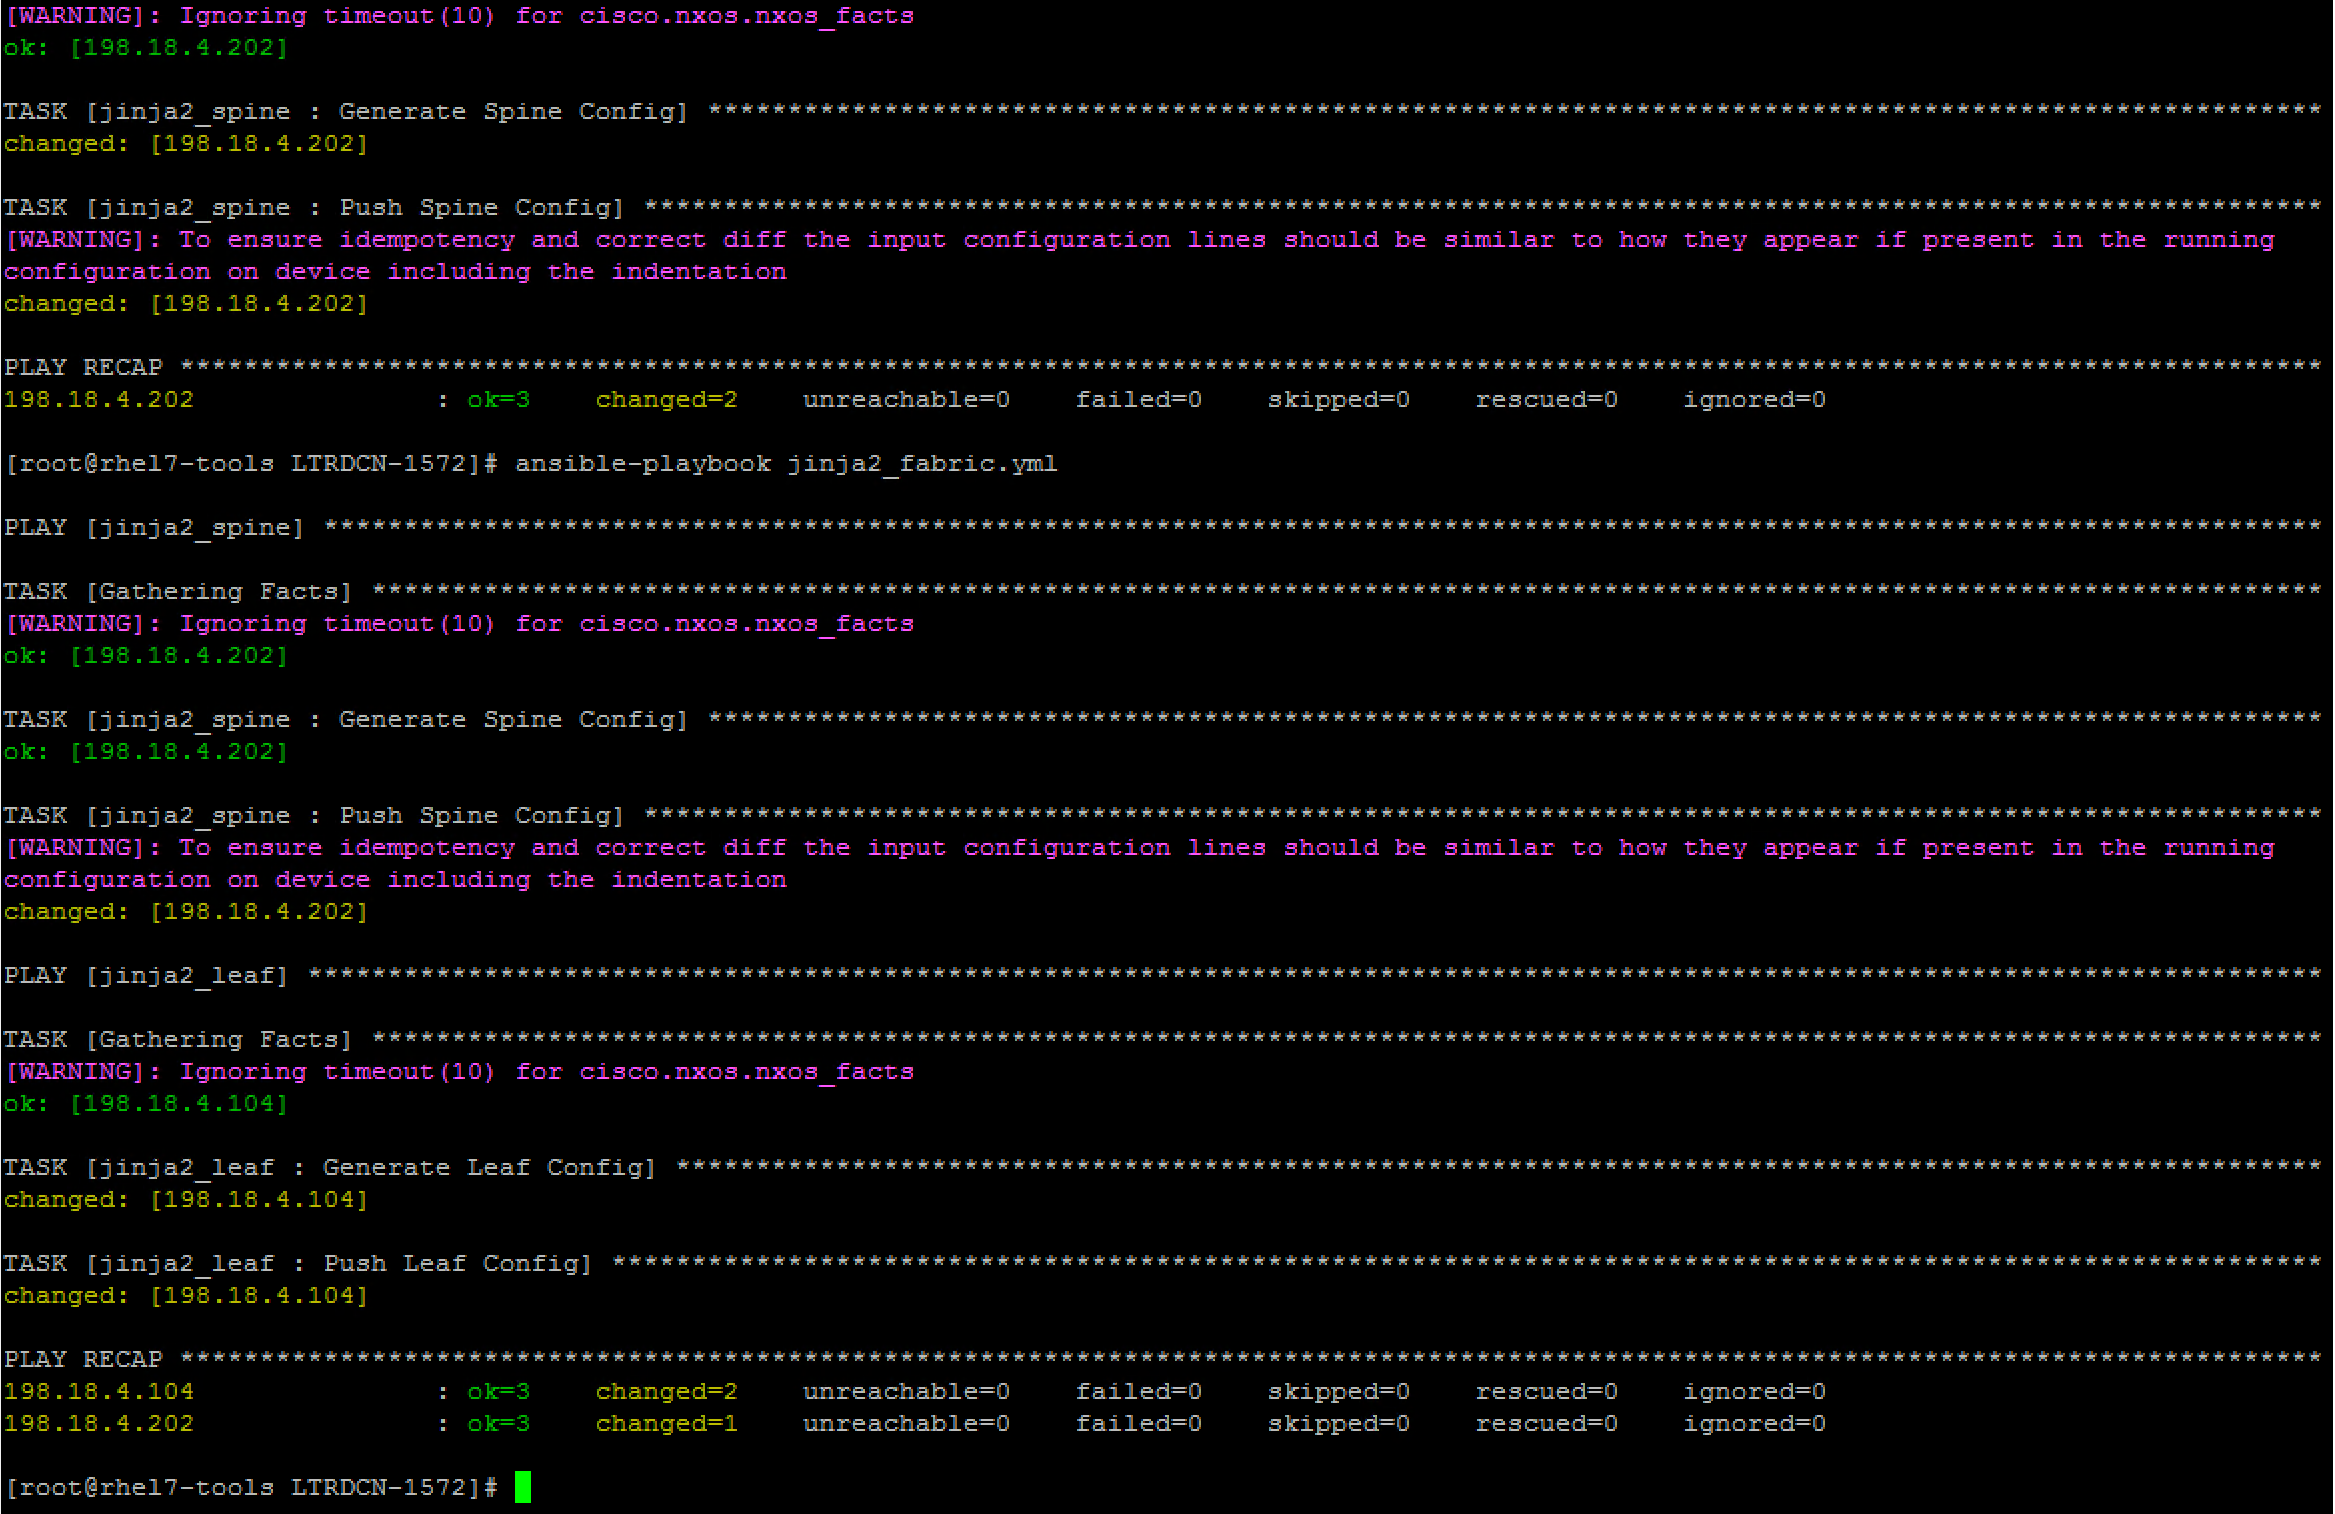 [WARNING]: Ignoring timeout(10) for cisco.nxos.nxos_facts
ok: [198.18.4.202]
TASK [jinja2_spine : Generate Spine Config] *****************************************************************************************************
changed: [198.18.4.202]
TASK [jinja2_spine : Push Spine Config] *********************************************************************************************************
[WARNING]: To ensure idempotency and correct diff the input configuration lines should be similar to how they appear if present in the running
configuration on device including the indentation
changed: [198.18.4.202]
PLAY RECAP **************************************************************************************************************************************
198.18.4.202 : ok=3 changed=2 unreachable=0 failed=0 skipped=0 rescued=0 ignored=0
[root@rhel7-tools LTRDCN-1572]# ansible-playbook jinja2_fabric.yml
PLAY [jinja2_spine] *****************************************************************************************************************************
TASK [Gathering Facts] **************************************************************************************************************************
[WARNING]: Ignoring timeout(10) for cisco.nxos.nxos_facts
ok: [198.18.4.202]
TASK [jinja2_spine : Generate Spine Config] *****************************************************************************************************
ok: [198.18.4.202]
TASK [jinja2_spine : Push Spine Config] *********************************************************************************************************
[WARNING]: To ensure idempotency and correct diff the input configuration lines should be similar to how they appear if present in the running
configuration on device including the indentation
changed: [198.18.4.202]
PLAY [jinja2_leaf] ******************************************************************************************************************************
TASK [Gathering Facts] **************************************************************************************************************************
[WARNING]: Ignoring timeout(10) for cisco.nxos.nxos_facts
ok: [198.18.4.104]
TASK [jinja2_leaf : Generate Leaf Config] *******************************************************************************************************
changed: [198.18.4.104]
TASK [jinja2_leaf : Push Leaf Config] ***********************************************************************************************************
changed: [198.18.4.104]
PLAY RECAP **************************************************************************************************************************************
198.18.4.104 : ok=3 changed=2 unreachable=0 failed=0 skipped=0 rescued=0 ignored=0
198.18.4.202 : ok=3 changed=1 unreachable=0 failed=0 skipped=0 rescued=0 ignored=0
[root@rhel7-tools LTRDCN-1572]#